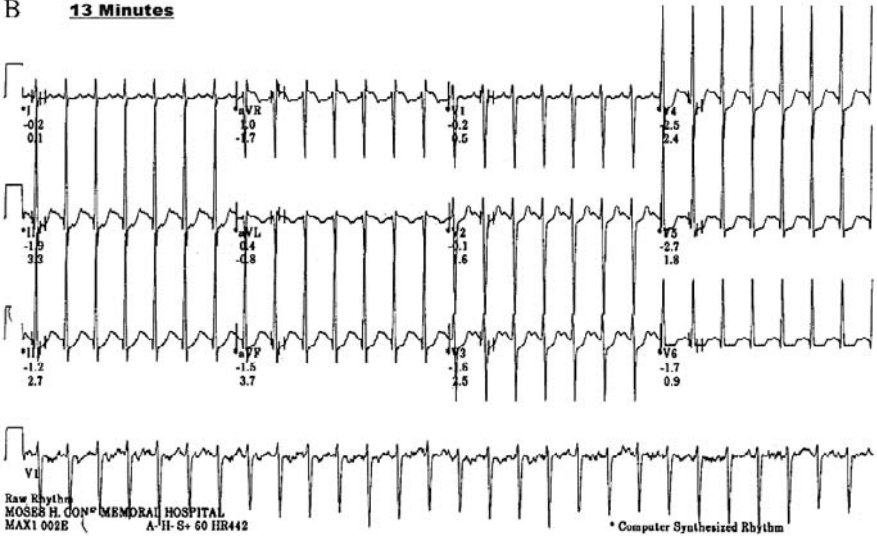 B
13 Minutes
*I
-0.2
0.1
*aVR
1.0
-1.7
*V1
-0.2
0.5
*V4
-2.5
2.4
*II
-1.9
3.3
*aVL
0.4
-0.8
*V2
-0.1
1.6
*V5
-2.7
1.8
*III
-1.2
2.7
*aVF
-1.5
3.7
*V3
-1.6
2.5
*V6
-1.7
0.9
V1
Raw Rhythm
MOSES H. CONE MEMORAL HOSPITAL
MAX1 002E
HR442
* Computer Synthesized Rhythm